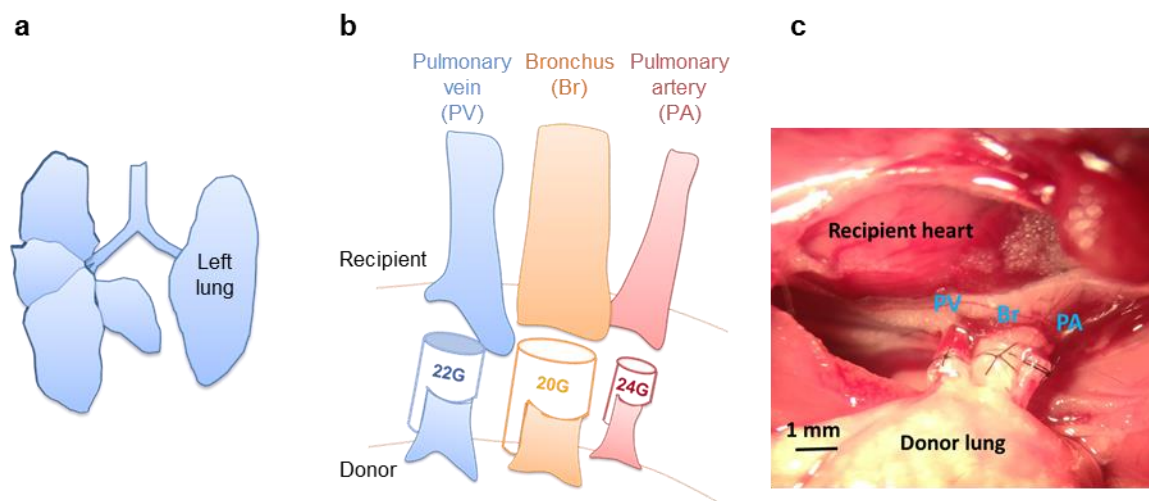 a
Left
lung
b
Pulmonary
vein
(PV)
Bronchus
(Br)
Pulmonary
artery
(PA)
Recipient
22G
20G
24G
Donor
c
Recipient heart
PV
Br
PA
1 mm
Donor lung